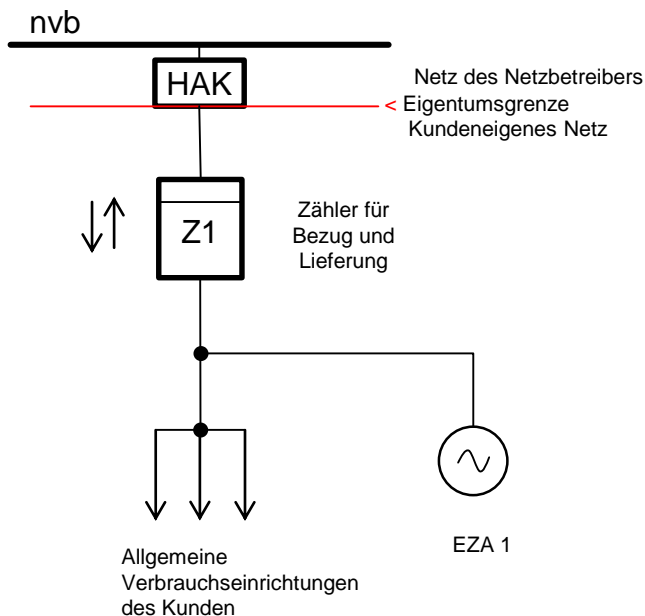 nvb
HAK
Netz des Netzbetreibers
< Eigentumsgrenze
Kundeneigenes Netz
Z1
Zähler für
Bezug und
Lieferung
EZA 1
Allgemeine
Verbrauchseinrichtungen
des Kunden